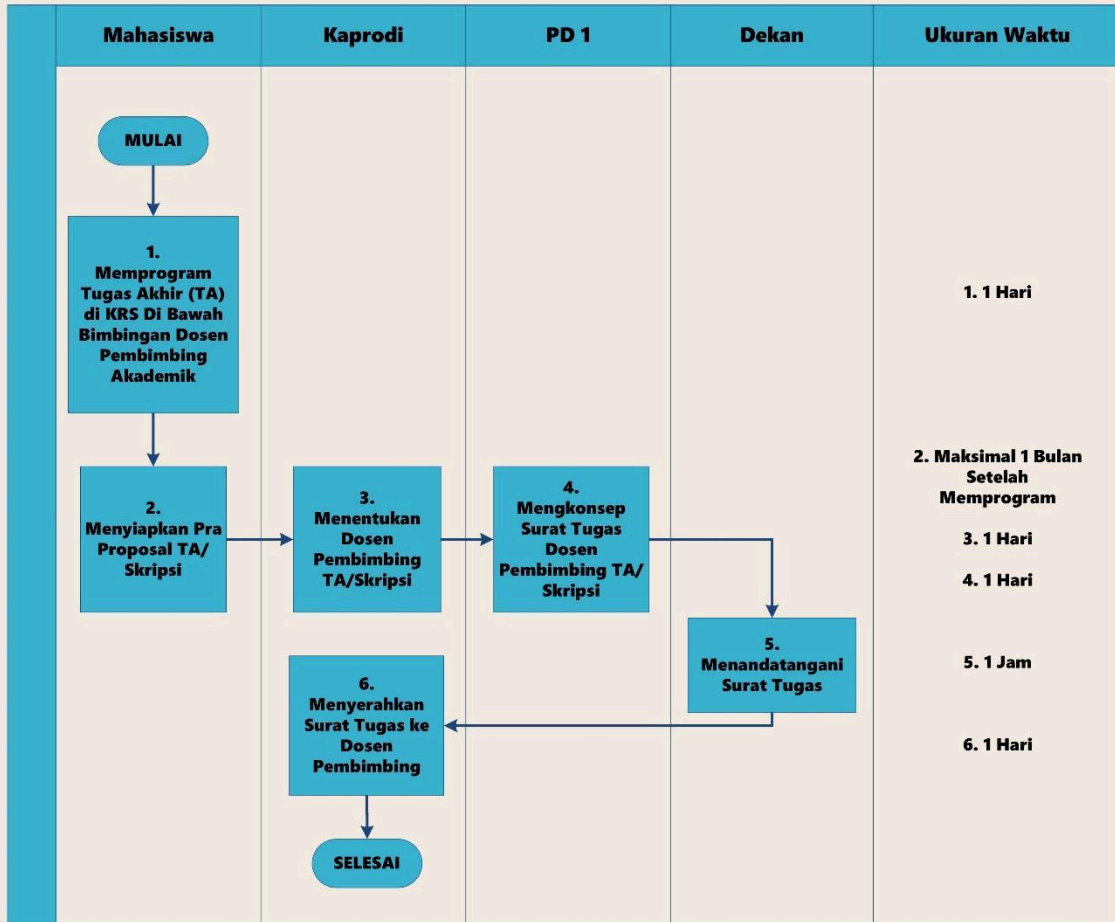 Mahasiswa
Kaprodi
PD 1
Dekan
Ukuran Waktu
MULAI
1.
Memprogram
Tugas Akhir (TA)
di KRS Di Bawah
Bimbingan Dosen
Pembimbing
Akademik
1. 1 Hari
2.
Menyiapkan Pra
Proposal TA/
Skripsi
3.
Menentukan
Dosen
Pembimbing
TA/Skripsi
4.
Mengkonsep
Surat Tugas
Dosen
Pembimbing TA/
Skripsi
2. Maksimal 1 Bulan
Setelah
Memprogram
3. 1 Hari
4. 1 Hari
5.
Menandatangani
Surat Tugas
5. 1 Jam
6.
Menyerahkan
Surat Tugas ke
Dosen
Pembimbing
6. 1 Hari
SELESAI